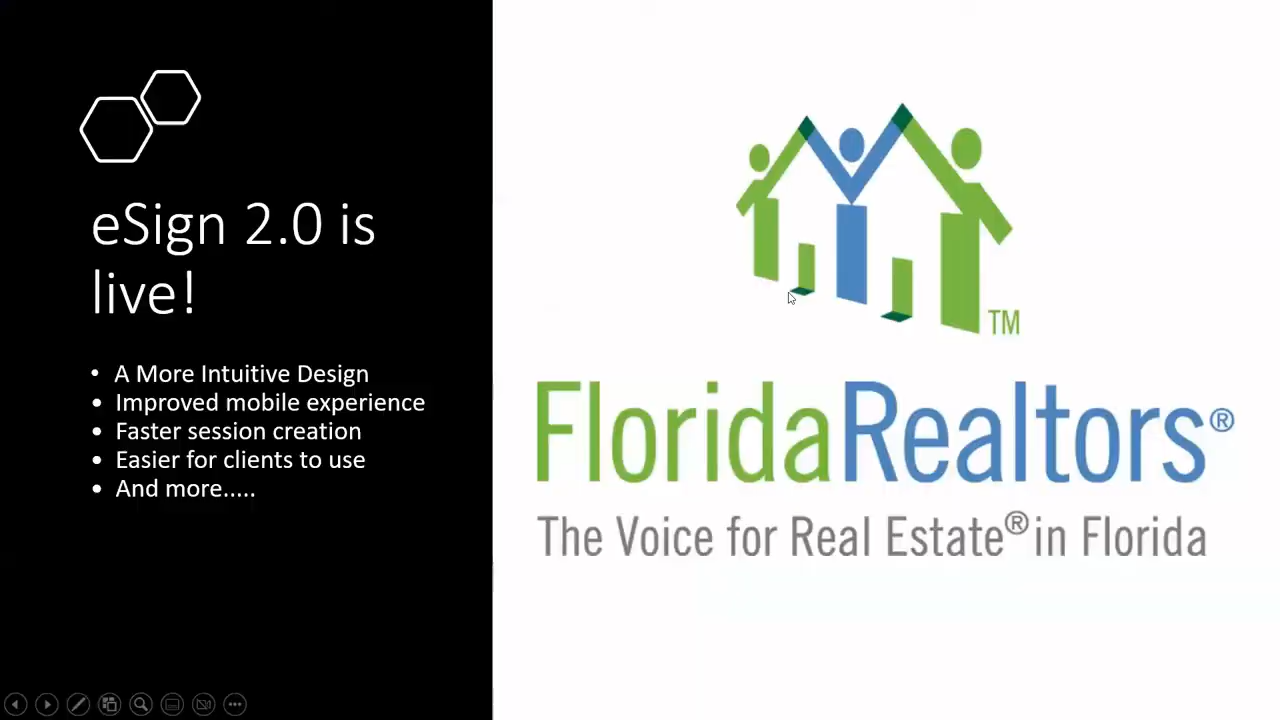 eSign 2.0 is
live!
• A More Intuitive Design
• Improved mobile experience
• Faster session creation
• Easier for clients to use
• And more.....
TM
FloridaRealtors®
The Voice for Real Estate® in Florida